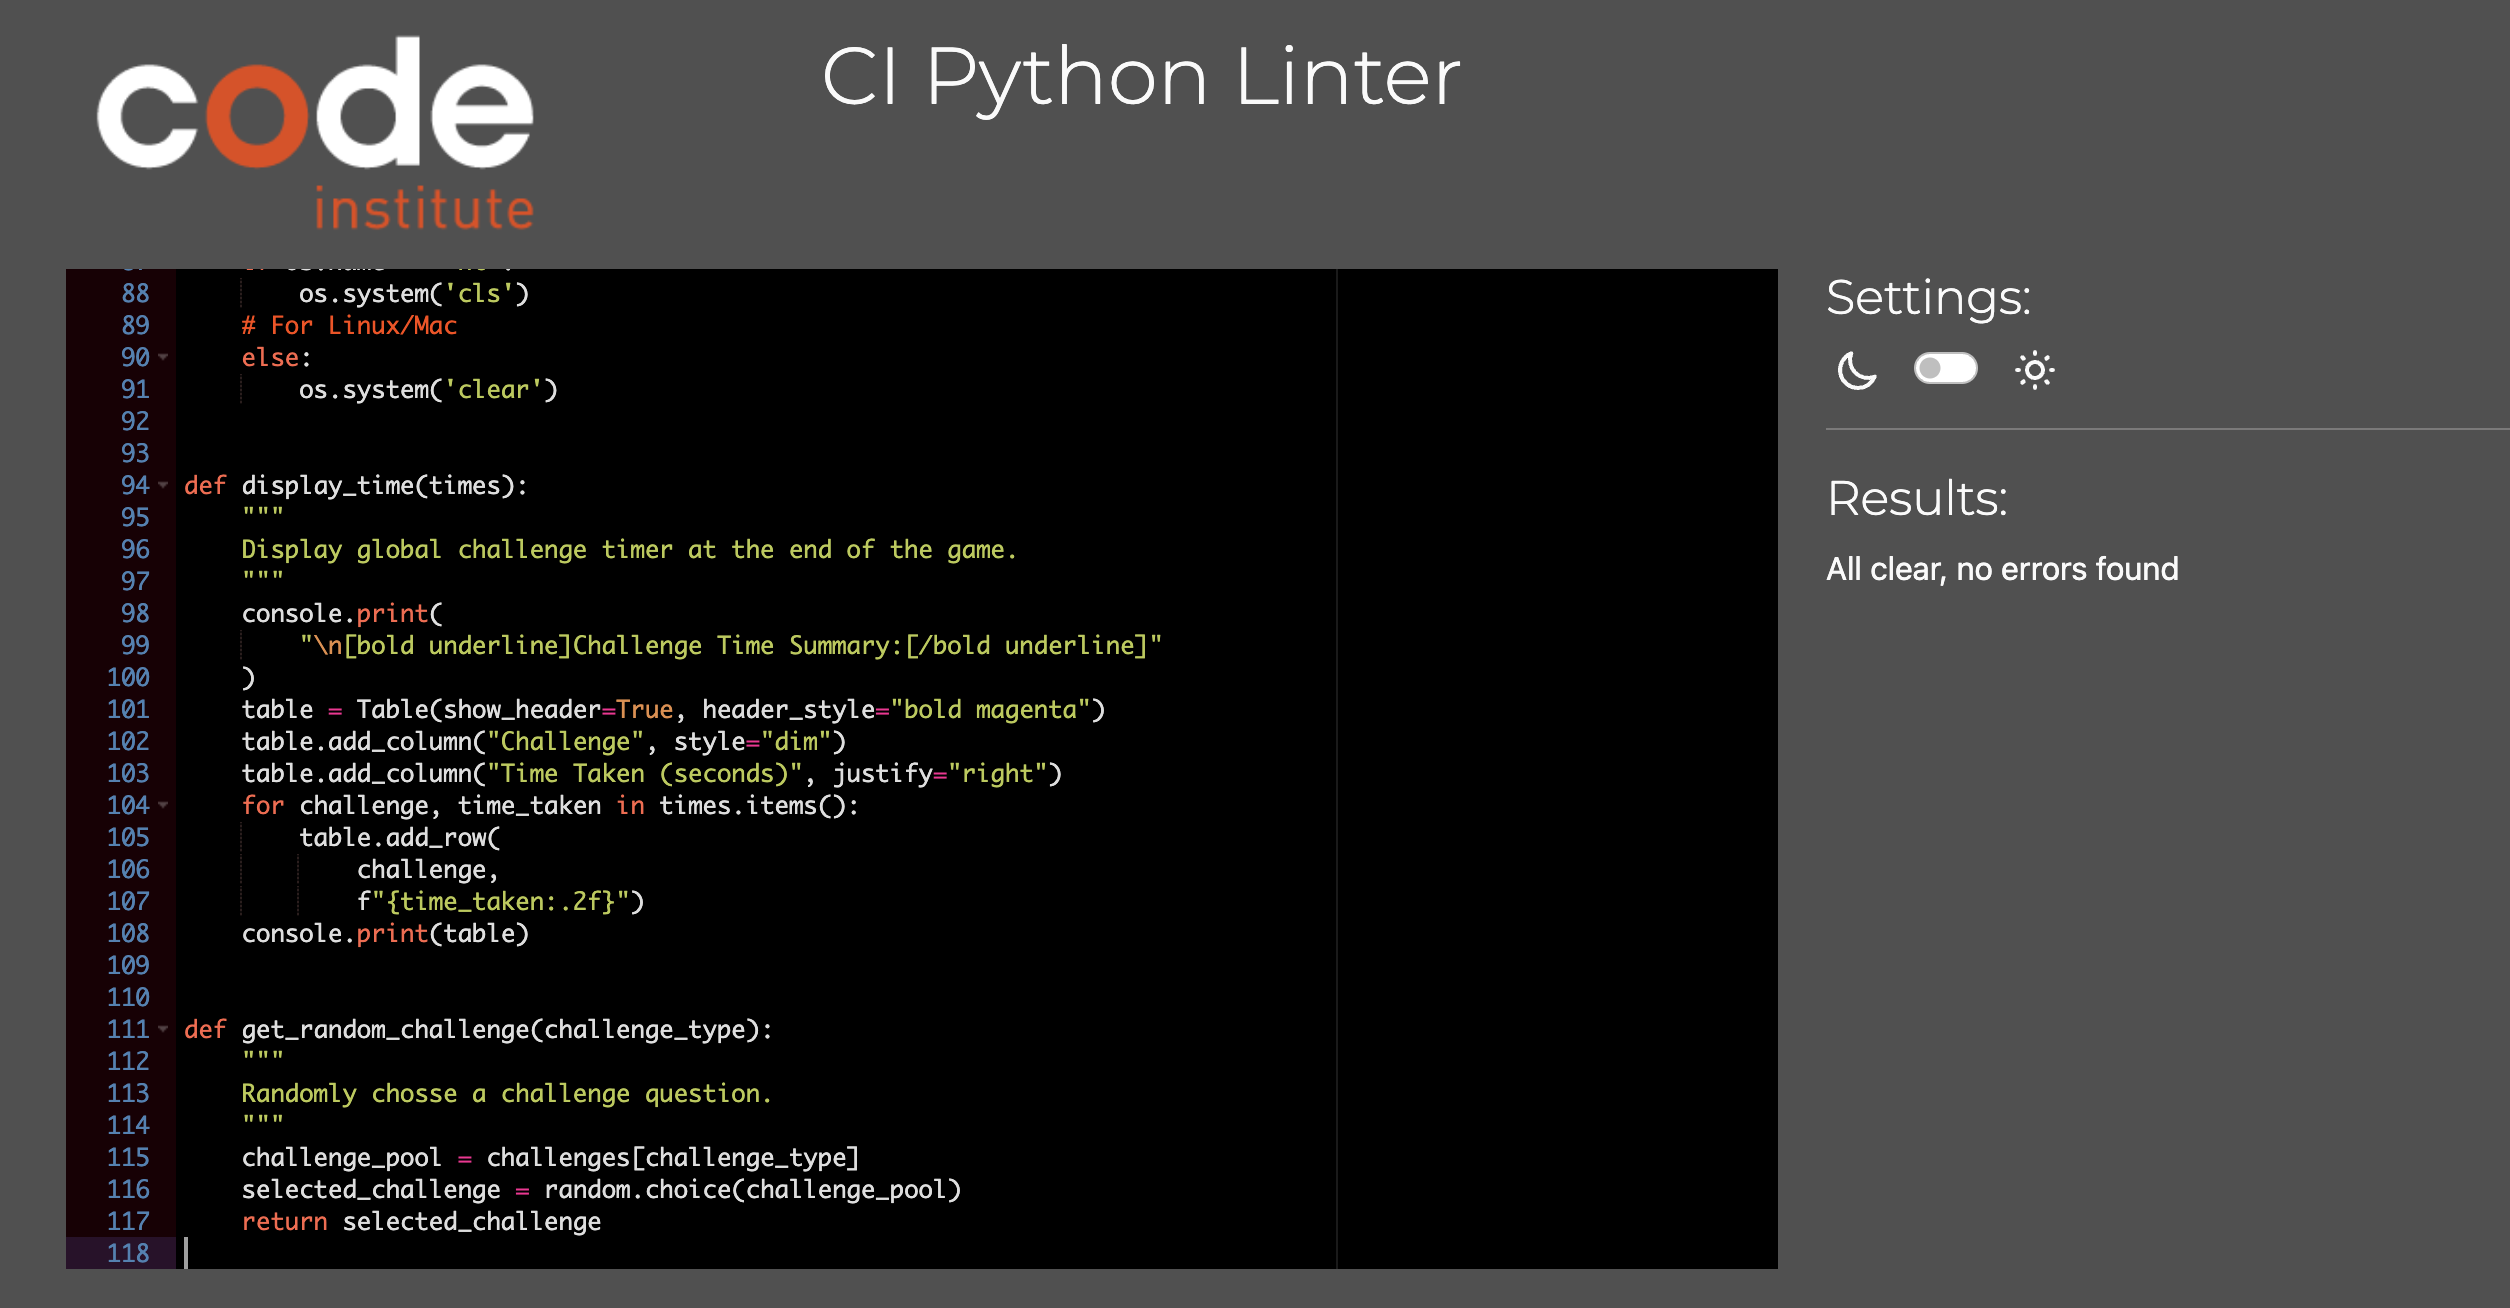 code
institute
CI Python Linter
88         os.system('cls')
89     # For Linux/Mac
90     else:
91         os.system('clear')
92
93
94 def display_time(times):
95     """
96     Display global challenge timer at the end of the game.
97     """
98     console.print(
99         "\n[bold underline]Challenge Time Summary:[/bold underline]"
100     )
101     table = Table(show_header=True, header_style="bold magenta")
102     table.add_column("Challenge", style="dim")
103     table.add_column("Time Taken (seconds)", justify="right")
104     for challenge, time_taken in times.items():
105         table.add_row(
106             challenge,
107             f"{time_taken:.2f}")
108     console.print(table)
109
110
111 def get_random_challenge(challenge_type):
112     """
113     Randomly chosse a challenge question.
114     """
115     challenge_pool = challenges[challenge_type]
116     selected_challenge = random.choice(challenge_pool)
117     return selected_challenge
118
Settings:
Results:
All clear, no errors found